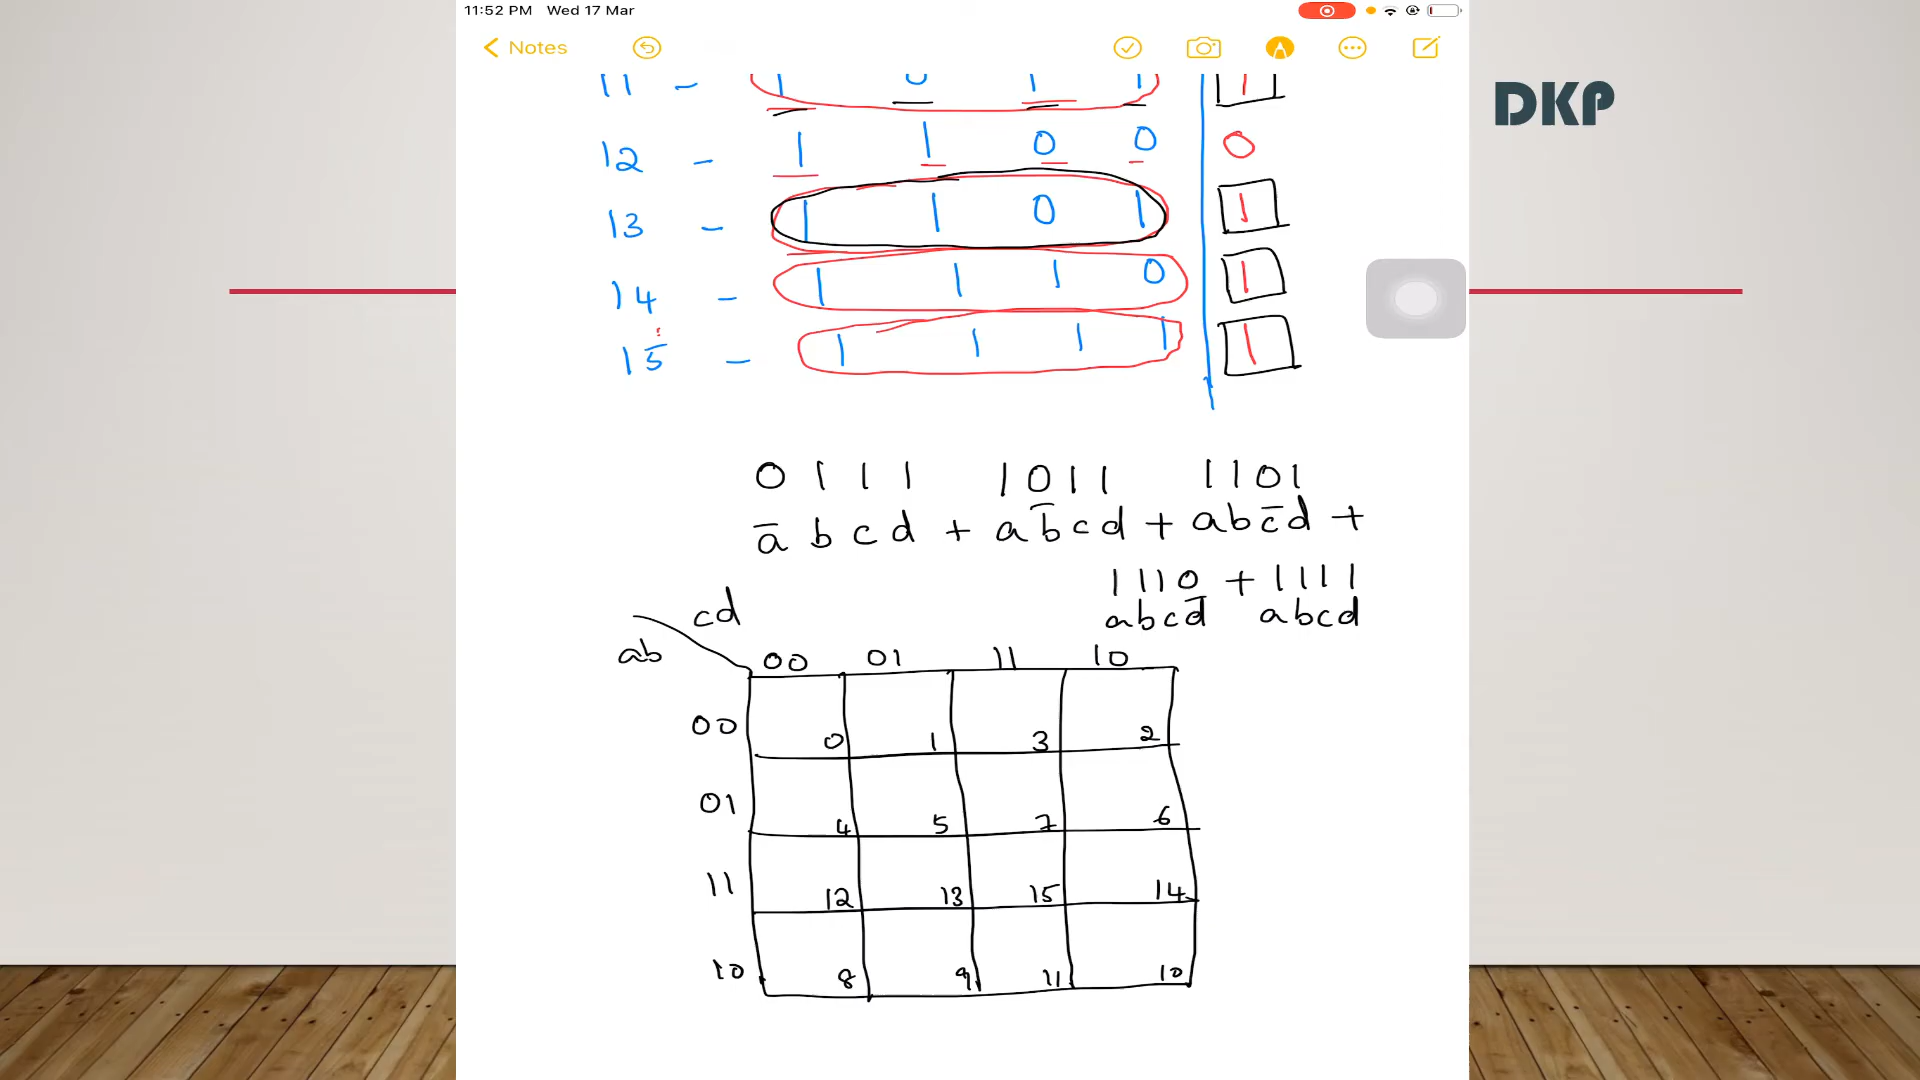 11:52 PM Wed 17 Mar
Notes
DKP
11 - 1 0 1 1 1
12 - 1 1 0 0 0
13 - 1 1 0 1 1
14 - 1 1 1 0 1
15 - 1 1 1 1 1
0 1 1 1 1 0 1 1 1 1 0 1
a̅ b c d + a b̅ c d + a b c̅ d +
1 1 1 0 + 1 1 1 1
a b c d̅ a b c d
cd
ab
00 01 11 10
00 0 1 3 2
01 4 5 7 6
11 12 13 15 14
10 8 9 11 10